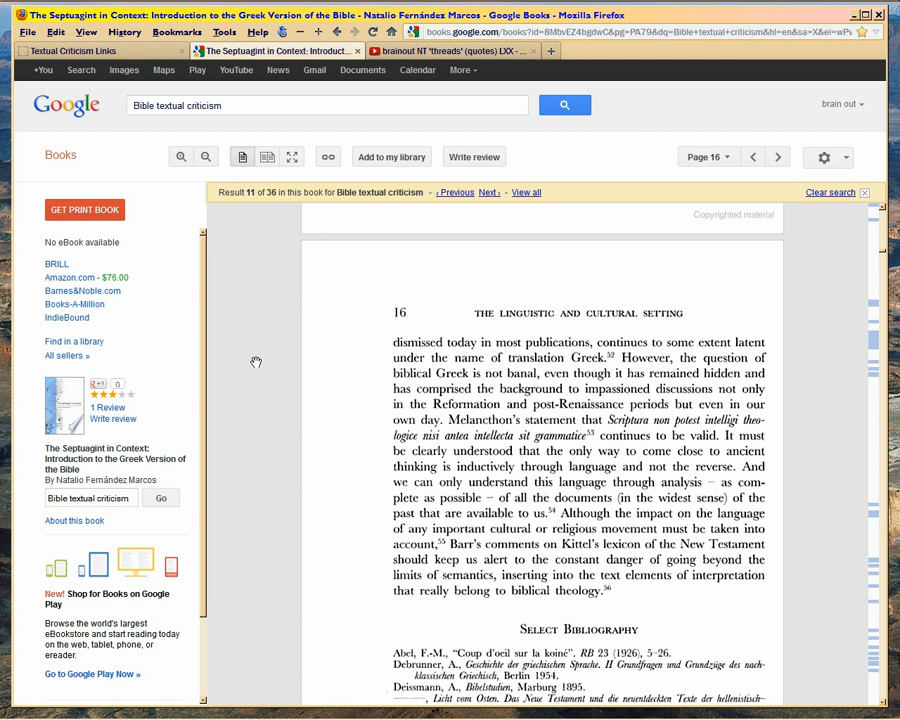 The Septuagint in Context: Introduction to the Greek Version of the Bible - Natalio Fernández Marcos - Google Books - Mozilla Firefox
File Edit View History Bookmarks Tools Help books.google.com/books?id=8MbvEZ4bgdwC&pg=PA79&dq=Bible+textual+criticism&hl=en&sa=X&ei=wPv
Textual Criticism Links × The Septuagint in Context: Introduct... × brainout NT 'threads' (quotes) LXX - ... × +
+You Search Images Maps Play YouTube News Gmail Documents Calendar More
Google Bible textual criticism brain out
Books Add to my library Write review Page 16
Result 11 of 36 in this book for Bible textual criticism - ‹ Previous Next › - View all Clear search
GET PRINT BOOK
No eBook available
BRILL
Amazon.com - $76.00
Barnes&Noble.com
Books-A-Million
IndieBound
Find in a library
All sellers »
+1 0
1 Review
Write review
The Septuagint in Context:
Introduction to the Greek Version of
the Bible
By Natalio Fernández Marcos
Bible textual criticism Go
About this book
New! Shop for Books on Google
Play
Browse the world's largest
eBookstore and start reading today
on the web, tablet, phone, or
ereader.
Go to Google Play Now »
Copyrighted material
16 THE LINGUISTIC AND CULTURAL SETTING
dismissed today in most publications, continues to some extent latent
under the name of translation Greek.52 However, the question of
biblical Greek is not banal, even though it has remained hidden and
has comprised the background to impassioned discussions not only
in the Reformation and post-Renaissance periods but even in our
own day. Melancthon's statement that Scriptura non potest intelligi theo-
logice nisi antea intellecta sit grammatice53 continues to be valid. It must
be clearly understood that the only way to come close to ancient
thinking is inductively through language and not the reverse. And
we can only understand this language through analysis – as com-
plete as possible – of all the documents (in the widest sense) of the
past that are available to us.54 Although the impact on the language
of any important cultural or religious movement must be taken into
account,55 Barr's comments on Kittel's lexicon of the New Testament
should keep us alert to the constant danger of going beyond the
limits of semantics, inserting into the text elements of interpretation
that really belong to biblical theology.56
SELECT BIBLIOGRAPHY
Abel, F.-M., "Coup d'oeil sur la koiné". RB 23 (1926), 5–26.
Debrunner, A., Geschichte der griechischen Sprache. II Grundfragen und Grundzüge des nach-
klassischen Griechisch, Berlin 1954.
Deissmann, A., Bibelstudien, Marburg 1895.
——, Licht vom Osten. Das Neue Testament und die neuentdeckten Texte der hellenistisch-